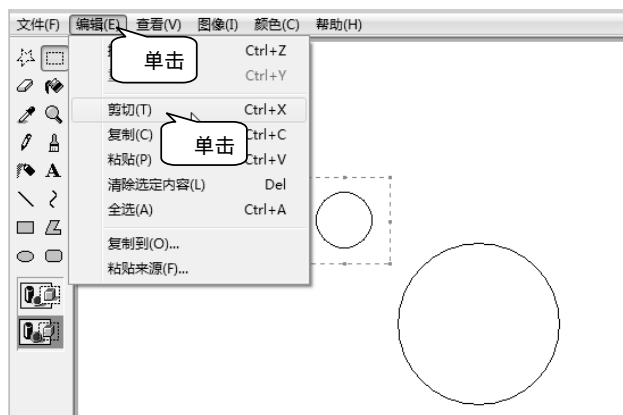 文件(F) 编辑(E) 查看(V) 图像(I) 颜色(C) 帮助(H)
单击
Ctrl+Z
Ctrl+Y
剪切(T) Ctrl+X
复制(C) Ctrl+C
单击
粘贴(P) Ctrl+V
清除选定内容(L) Del
全选(A) Ctrl+A
复制到(O)...
粘贴来源(F)...
A